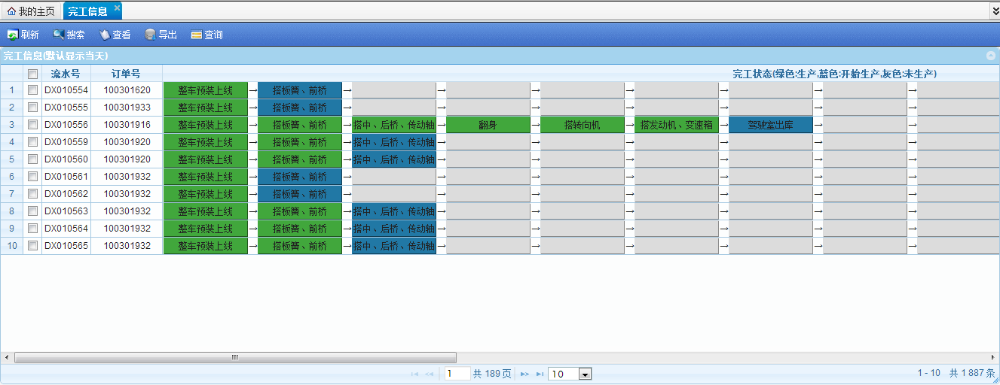 我的主页 完工信息
刷新 搜索 查看 导出 查询
完工信息(默认显示当天)
流水号 订单号 完工状态(绿色:生产,蓝色:开始生产,灰色:未生产)
1 DX010554 100301620 整车预装上线 → 搭板簧、前桥 → → → → → → →
2 DX010555 100301933 整车预装上线 → 搭板簧、前桥 → → → → → → →
3 DX010556 100301916 整车预装上线 → 搭板簧、前桥 → 搭中、后桥、传动轴 → 翻身 → 搭转向机 → 搭发动机、变速箱 → 驾驶室出库 → →
4 DX010559 100301920 整车预装上线 → 搭板簧、前桥 → 搭中、后桥、传动轴 → → → → → →
5 DX010560 100301920 整车预装上线 → 搭板簧、前桥 → 搭中、后桥、传动轴 → → → → → →
6 DX010561 100301932 整车预装上线 → 搭板簧、前桥 → → → → → → →
7 DX010562 100301932 整车预装上线 → 搭板簧、前桥 → → → → → → →
8 DX010563 100301932 整车预装上线 → 搭板簧、前桥 → 搭中、后桥、传动轴 → → → → → →
9 DX010564 100301932 整车预装上线 → 搭板簧、前桥 → 搭中、后桥、传动轴 → → → → → →
10 DX010565 100301932 整车预装上线 → 搭板簧、前桥 → 搭中、后桥、传动轴 → → → → → →
1 共 189 页 10 1 - 10 共 1 887 条